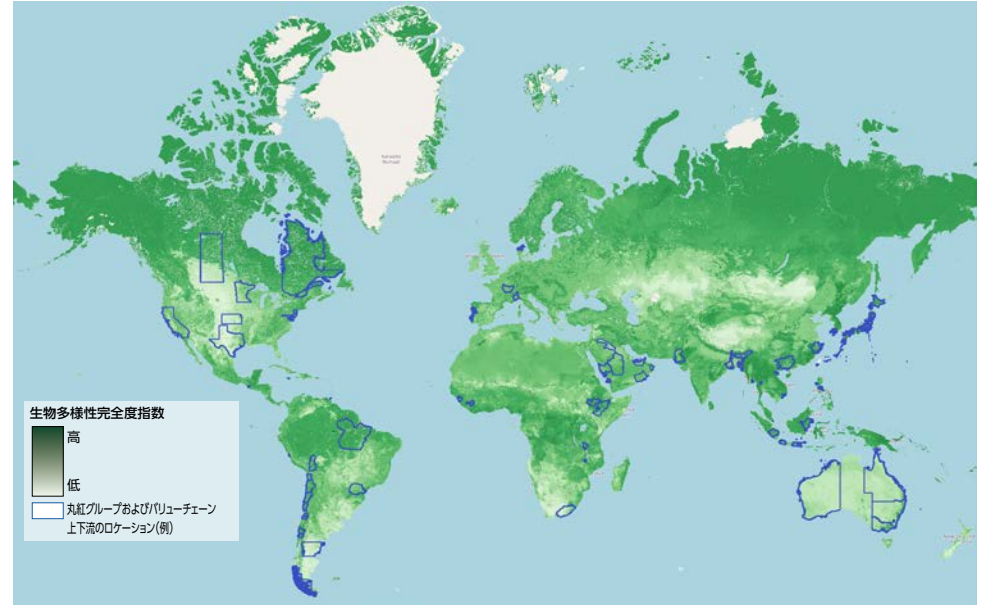 Kalaallit
Nunaat
生物多様性完全度指数
高
低
丸紅グループおよびバリューチェーン
上下流のロケーション(例)